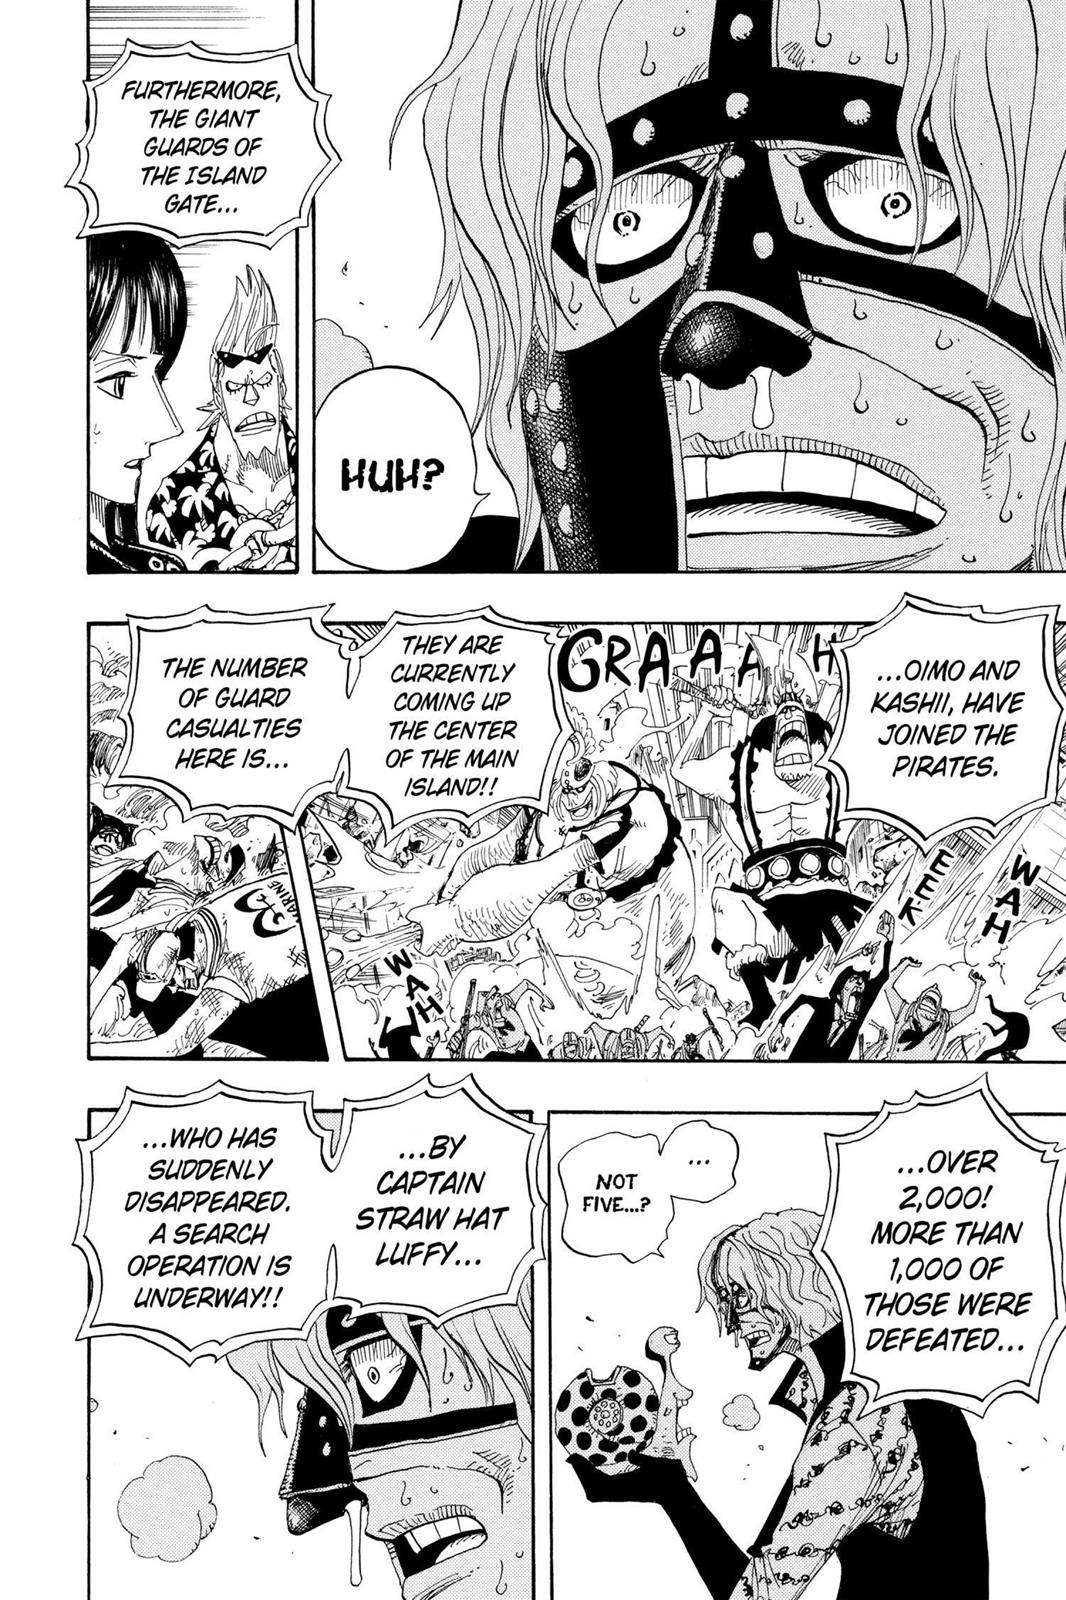 FURTHERMORE,
THE GIANT
GUARDS OF
THE ISLAND
GATE...
HUH?
THE NUMBER
OF GUARD
CASUALTIES
HERE IS...
THEY ARE
CURRENTLY
COMING UP
THE CENTER
OF THE MAIN
ISLAND!!
GRAAAAH
...OIMO AND
KASHII, HAVE
JOINED THE
PIRATES.
EEEK
WAH
WAH
MARINE
...WHO HAS
SUDDENLY
DISAPPEARED.
A SEARCH
OPERATION IS
UNDERWAY!!
...BY
CAPTAIN
STRAW HAT
LUFFY...
...
NOT
FIVE...?
...OVER
2,000!
MORE THAN
1,000 OF
THOSE WERE
DEFEATED...